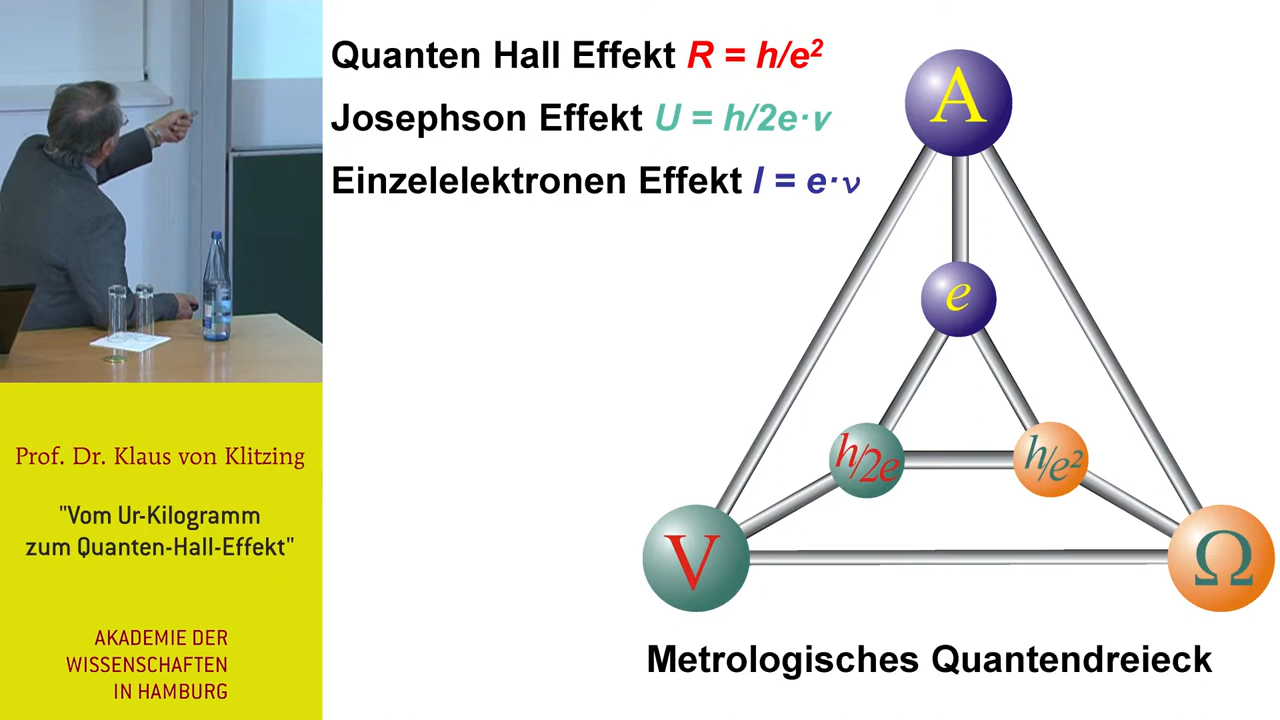 Quanten Hall Effekt R = h/e²
Josephson Effekt U = h/2e·ν
Einzelelektronen Effekt I = e·ν
A
e
h/2e
h/e²
V
Ω
Metrologisches Quantendreieck
Prof. Dr. Klaus von Klitzing
"Vom Ur-Kilogramm
zum Quanten-Hall-Effekt"
AKADEMIE DER
WISSENSCHAFTEN
IN HAMBURG